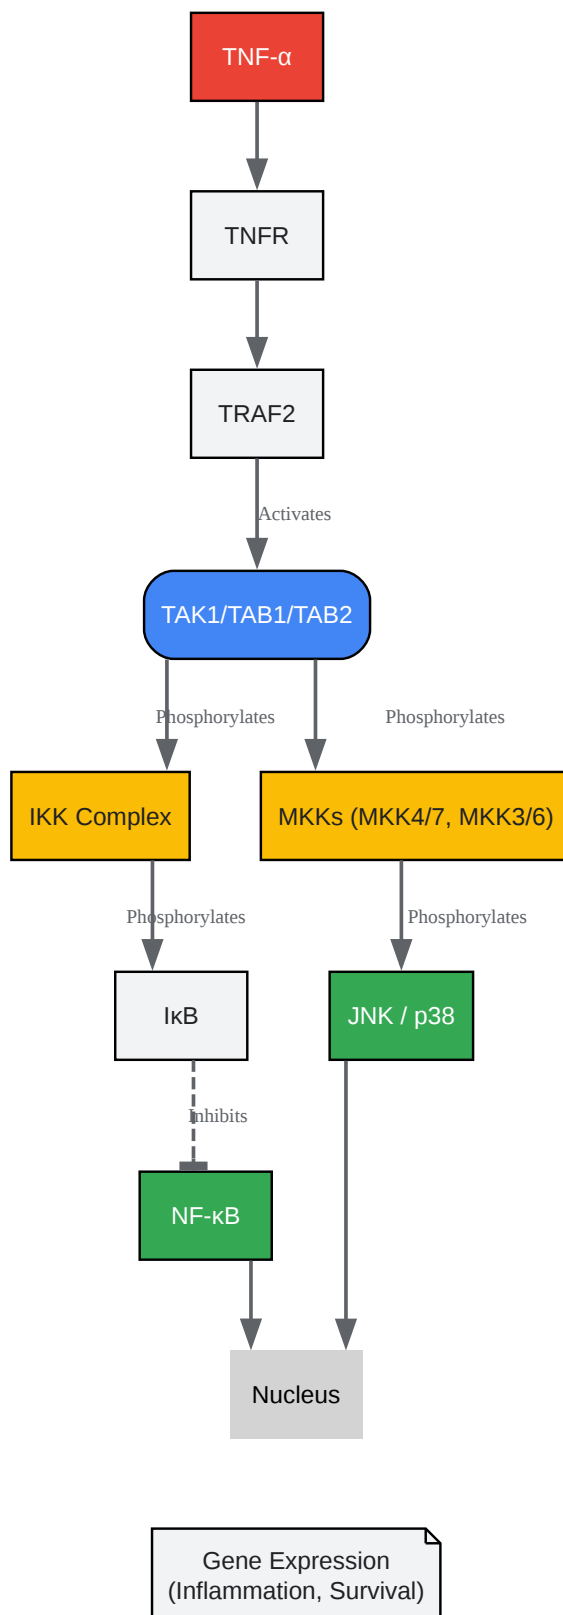 TNF-α
TNFR
TRAF2
Activates
TAK1/TAB1/TAB2
Phosphorylates
Phosphorylates
IKK Complex
MKKs (MKK4/7, MKK3/6)
Phosphorylates
Phosphorylates
IκB
JNK / p38
Inhibits
NF-κB
Nucleus
Gene Expression
(Inflammation, Survival)